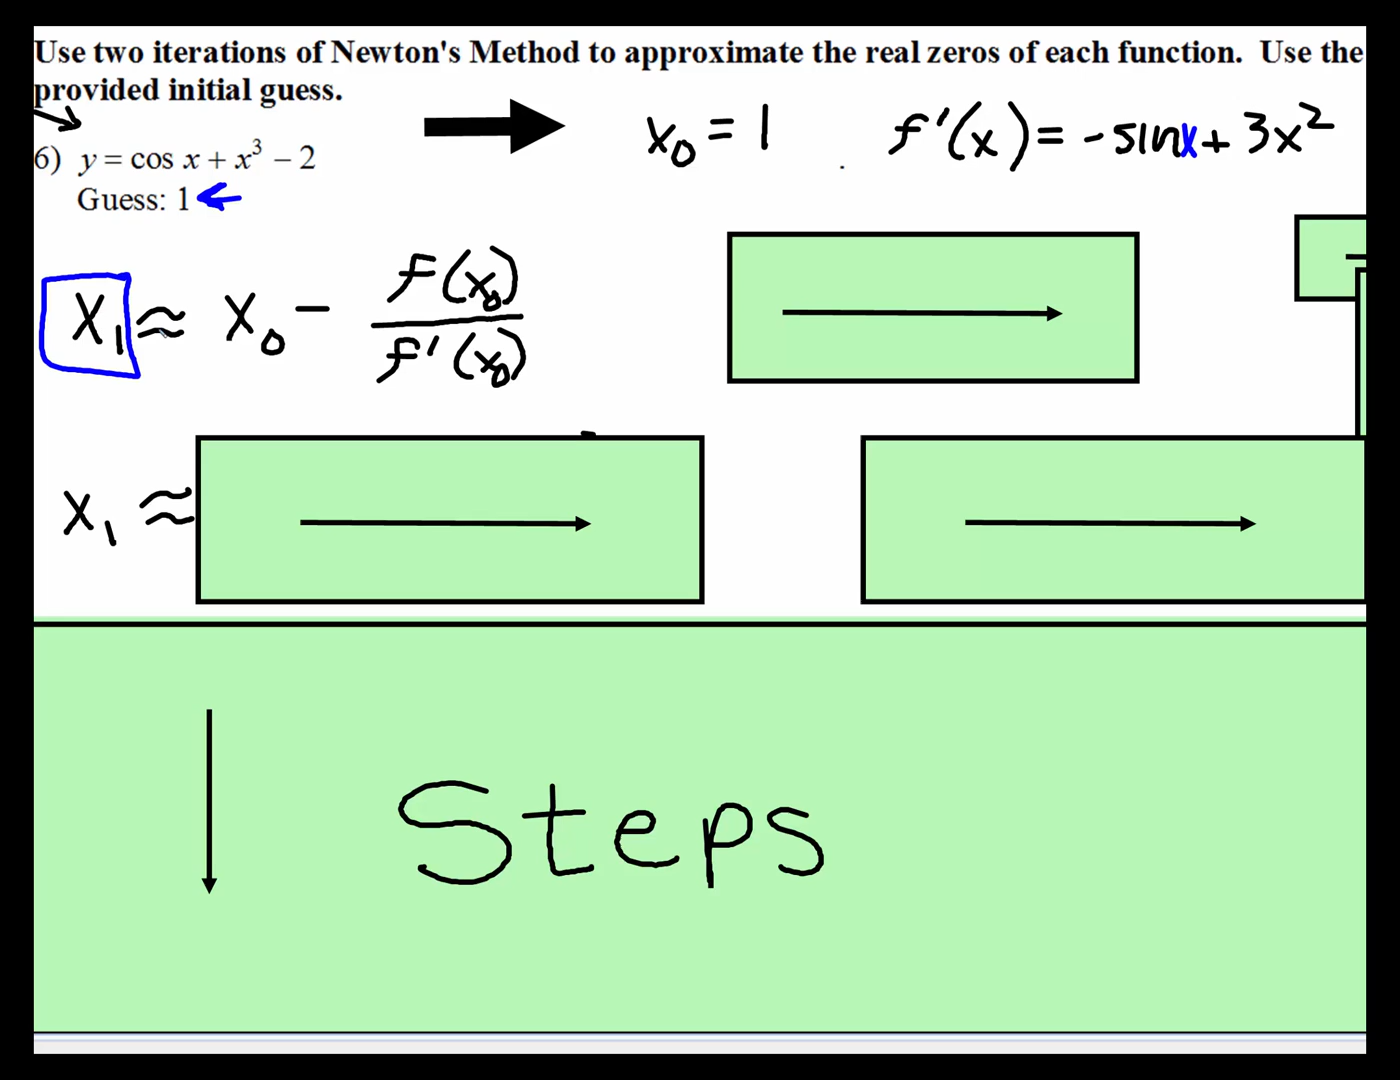 Use two iterations of Newton's Method to approximate the real zeros of each function. Use the
provided initial guess.
x₀ = 1 f'(x) = -sinx + 3x²
6) y = cos x + x³ − 2
Guess: 1
x₁ ≈ x₀ − f(x₀) / f'(x₀)
x₁ ≈
Steps